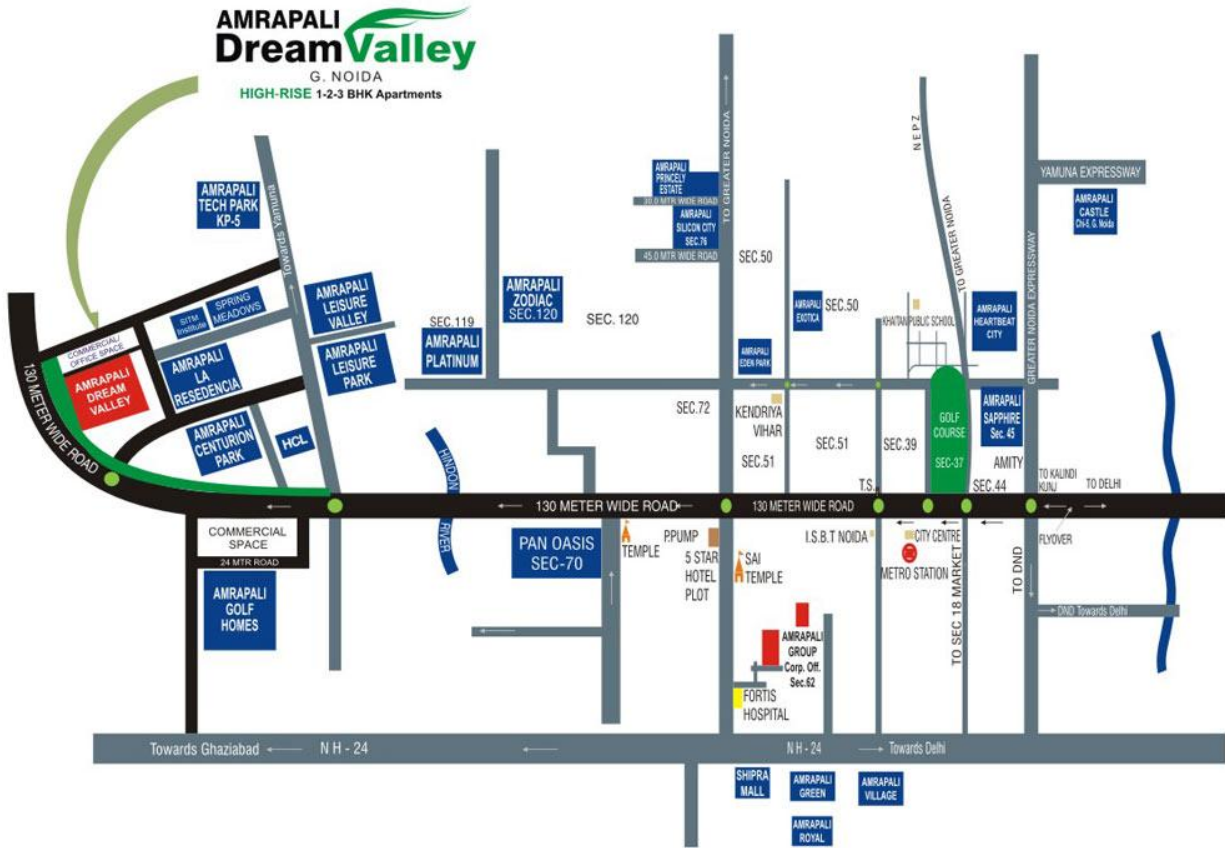 AMRAPALI
DreamValley
G. NOIDA
HIGH-RISE 1-2-3 BHK Apartments
AMRAPALI
TECH PARK
KP-5
Towards Yamuna
COMMERCIAL/
OFFICE SPACE
SITM
Institute
SPRING
MEADOWS
AMRAPALI
LEISURE
VALLEY
AMRAPALI
LEISURE
PARK
AMRAPALI
DREAM
VALLEY
AMRAPALI
LA
RESEDENCIA
AMRAPALI
CENTURION
PARK
HCL
130 METER WIDE ROAD
COMMERCIAL
SPACE
24 MTR ROAD
AMRAPALI
GOLF
HOMES
HINDON
RIVER
SEC.119
AMRAPALI
PLATINUM
AMRAPALI
ZODIAC
SEC.120
SEC. 120
AMRAPALI
PRINCELY
ESTATE
30.0 MTR WIDE ROAD
AMRAPALI
SILICON CITY
SEC.76
45.0 MTR WIDE ROAD
TO GREATER NOIDA
SEC.50
AMRAPALI
EXOTICA
SEC.50
AMRAPALI
EDEN PARK
KHAITAN PUBLIC SCHOOL
NEPZ
TO GREATER NOIDA
AMRAPALI
HEARTBEAT
CITY
GREATER NOIDA EXPRESSWAY
YAMUNA EXPRESSWAY
AMRAPALI
CASTLE
Chi-5, G. Noida
SEC.72
KENDRIYA
VIHAR
SEC.51
SEC.51
SEC.39
GOLF
COURSE
SEC-37
AMRAPALI
SAPPHIRE
Sec. 45
AMITY
SEC.44
T.S.
TO KALINDI
KUNJ
TO DELHI
130 METER WIDE ROAD
130 METER WIDE ROAD
FLYOVER
PAN OASIS
SEC-70
TEMPLE
P.PUMP
5 STAR
HOTEL
PLOT
SAI
TEMPLE
I.S.B.T NOIDA
CITY CENTRE
METRO STATION
TO SEC 18 MARKET
TO DND
DND Towards Delhi
AMRAPALI
GROUP
Corp. Off.
Sec.62
FORTIS
HOSPITAL
Towards Ghaziabad
NH-24
NH-24
Towards Delhi
SHIPRA
MALL
AMRAPALI
GREEN
AMRAPALI
VILLAGE
AMRAPALI
ROYAL